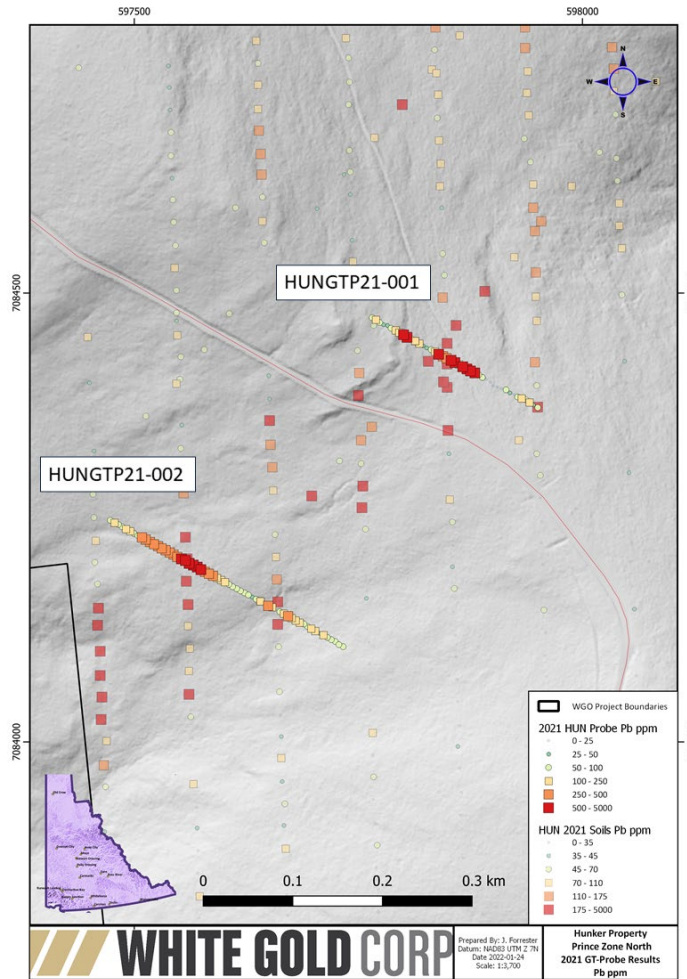 597500
598000
N
W
E
S
HUNGTP21-001
7084500
HUNGTP21-002
7084000
WGO Project Boundaries
2021 HUN Probe Pb ppm
0 - 25
25 - 50
50 - 100
100 - 250
250 - 500
500 - 5000
HUN 2021 Soils Pb ppm
0 - 35
35 - 45
45 - 70
70 - 110
110 - 175
175 - 5000
0
0.1
0.2
0.3 km
WHITE GOLD CORP
Prepared By: J. Forrester
Datum: NAD83 UTM Z 7N
Date 2022-01-24
Scale: 1:3,700
Hunker Property
Prince Zone North
2021 GT-Probe Results
Pb ppm